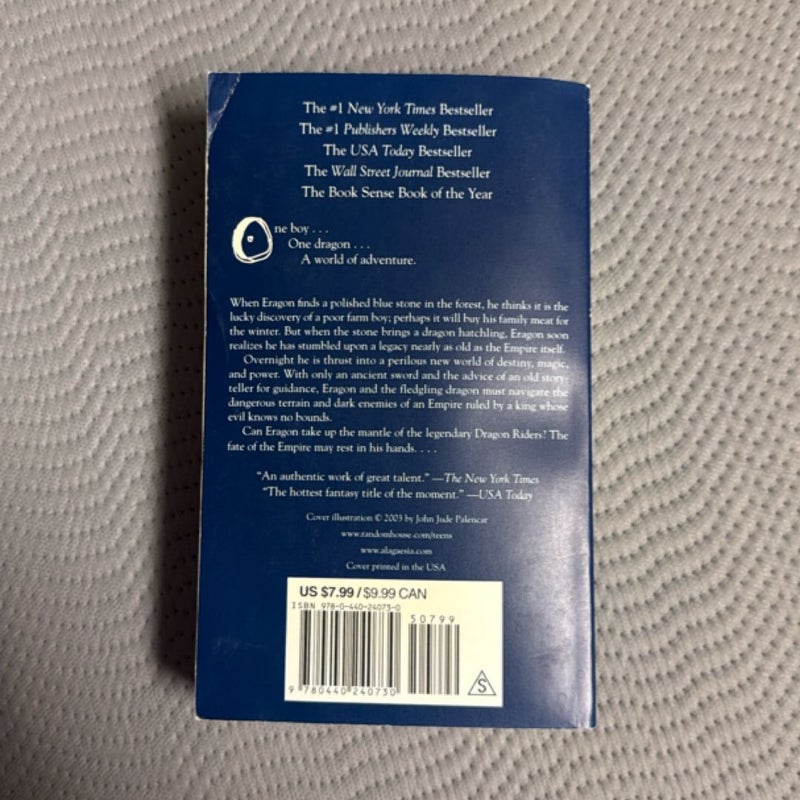 The #1 New York Times Bestseller
The #1 Publishers Weekly Bestseller
The USA Today Bestseller
The Wall Street Journal Bestseller
The Book Sense Book of the Year
One boy . . .
One dragon . . .
A world of adventure.
When Eragon finds a polished blue stone in the forest, he thinks it is the
lucky discovery of a poor farm boy; perhaps it will buy his family meat for
the winter. But when the stone brings a dragon hatchling, Eragon soon
realizes he has stumbled upon a legacy nearly as old as the Empire itself.
Overnight he is thrust into a perilous new world of destiny, magic,
and power. With only an ancient sword and the advice of an old story-
teller for guidance, Eragon and the fledgling dragon must navigate the
dangerous terrain and dark enemies of an Empire ruled by a king whose
evil knows no bounds.
Can Eragon take up the mantle of the legendary Dragon Riders? The
fate of the Empire may rest in his hands. . . .
"An authentic work of great talent." —The New York Times
"The hottest fantasy title of the moment." —USA Today
Cover illustration © 2003 by John Jude Palencar
www.randomhouse.com/teens
www.alagaesia.com
Cover printed in the USA
US $7.99 / $9.99 CAN
ISBN 978-0-440-24073-0
50799
9 780440 240730
S